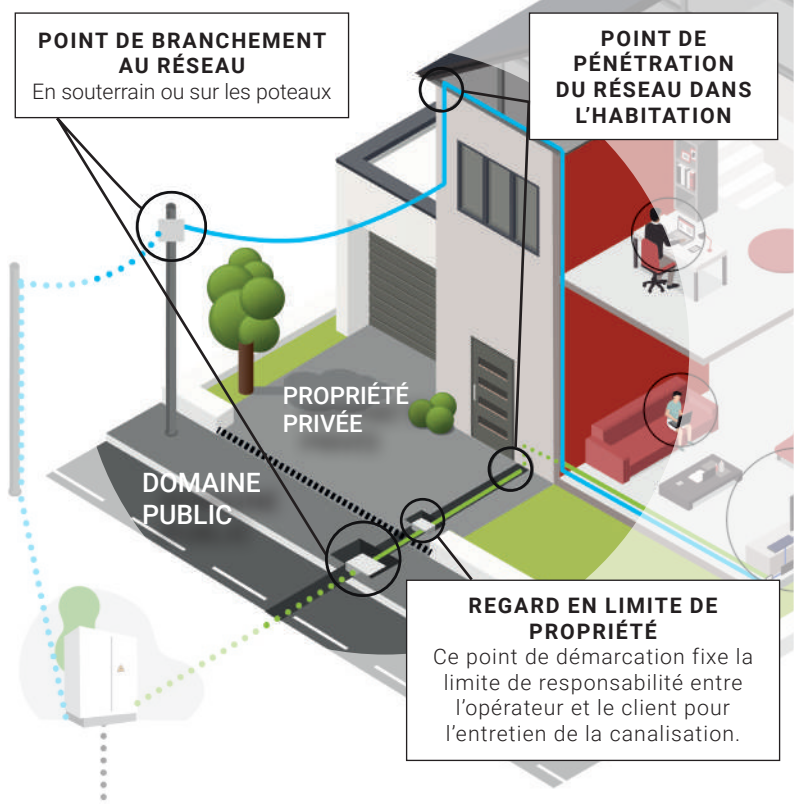 POINT DE BRANCHEMENT
AU RÉSEAU
En souterrain ou sur les poteaux
POINT DE
PÉNÉTRATION
DU RÉSEAU DANS
L'HABITATION
PROPRIÉTÉ
PRIVÉE
DOMAINE
PUBLIC
REGARD EN LIMITE DE
PROPRIÉTÉ
Ce point de démarcation fixe la
limite de responsabilité entre
l'opérateur et le client pour
l'entretien de la canalisation.